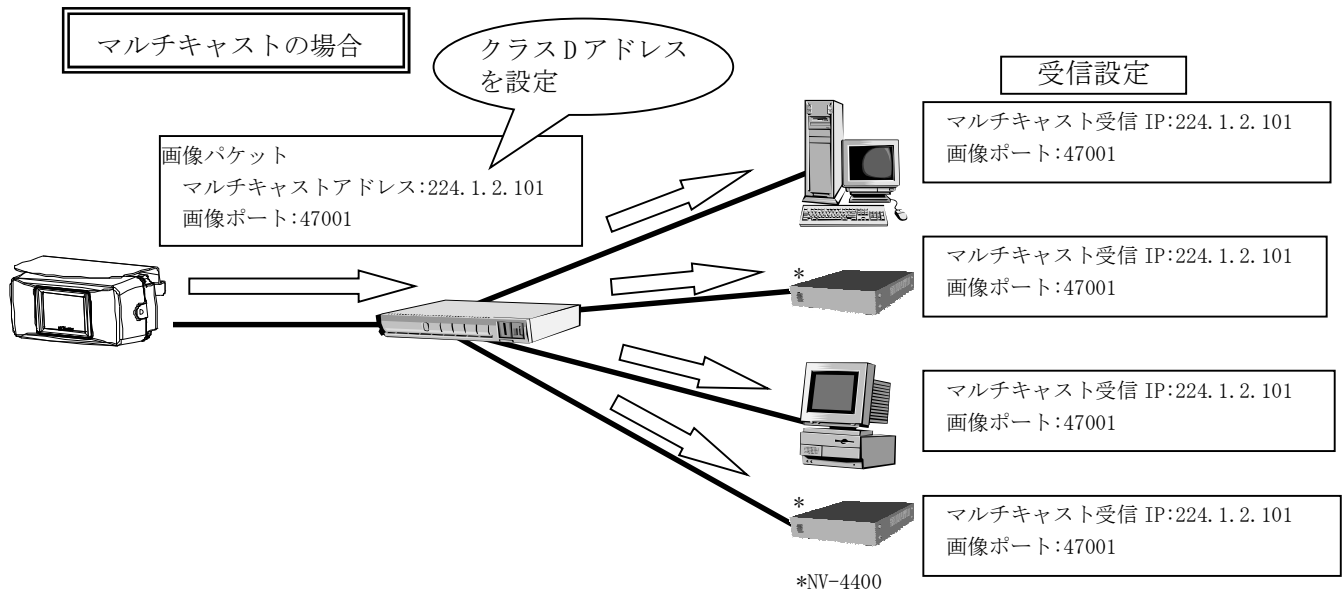 マルチキャストの場合
クラスDアドレス
を設定
受信設定
画像パケット
マルチキャストアドレス:224.1.2.101
画像ポート:47001
マルチキャスト受信 IP:224.1.2.101
画像ポート:47001
*
マルチキャスト受信 IP:224.1.2.101
画像ポート:47001
マルチキャスト受信 IP:224.1.2.101
画像ポート:47001
*
マルチキャスト受信 IP:224.1.2.101
画像ポート:47001
*NV-4400